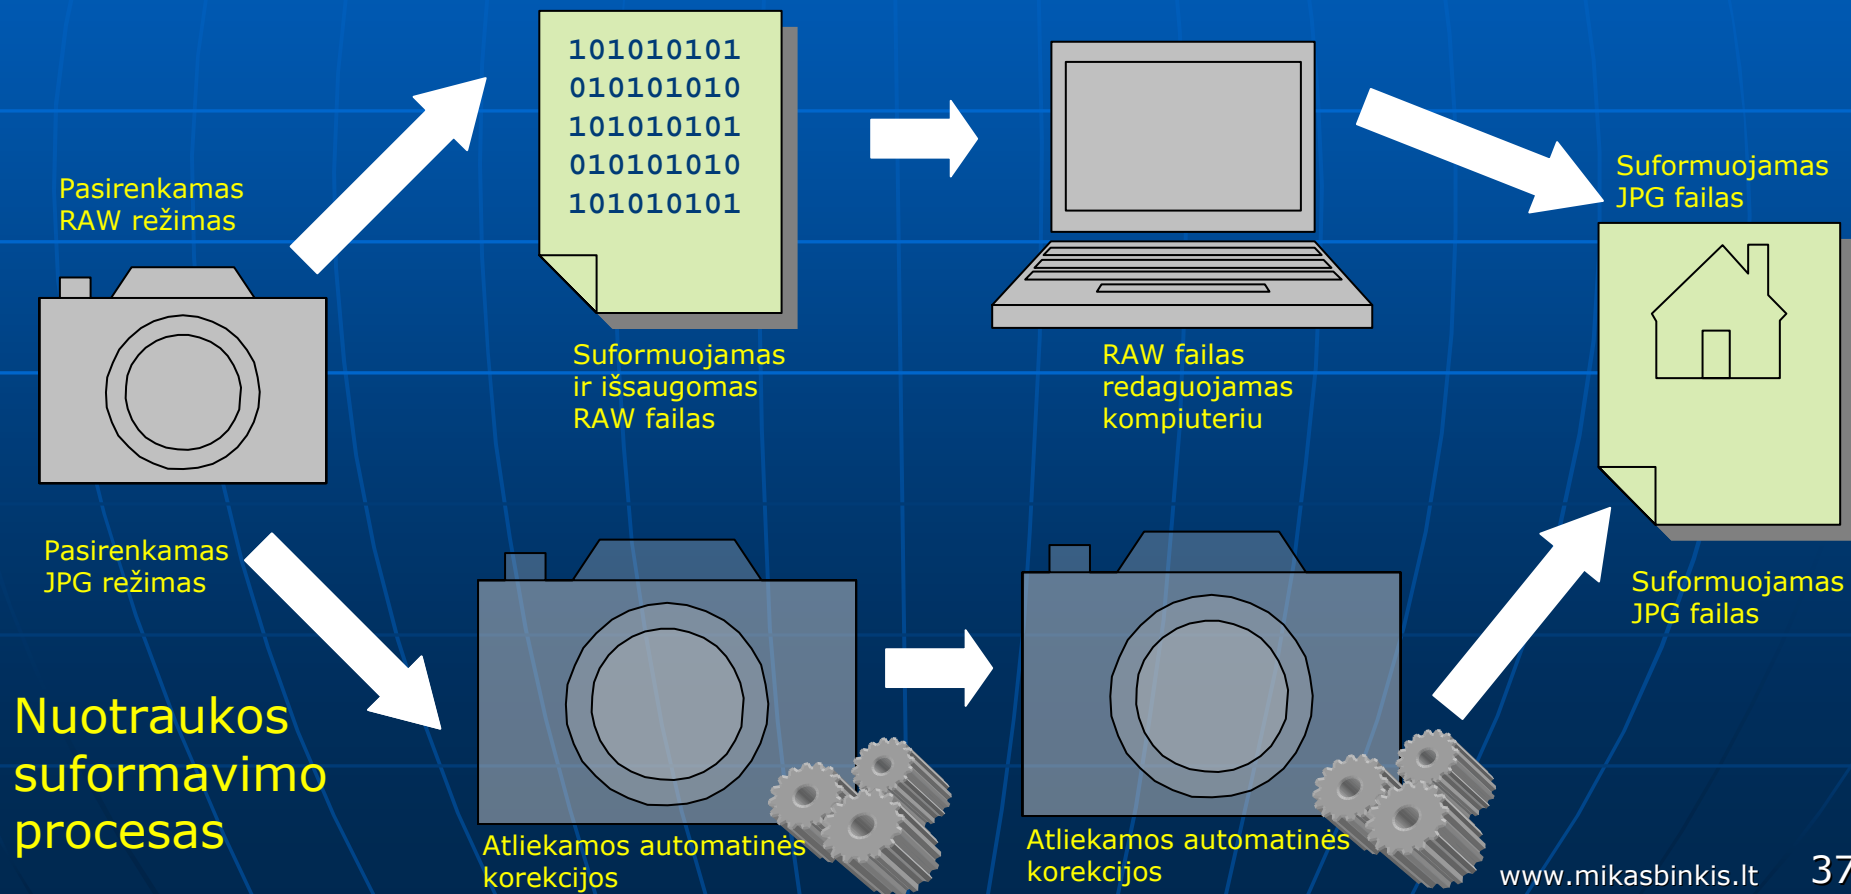 Pasirenkamas
RAW režimas
101010101
010101010
101010101
010101010
101010101
Suformuojamas
ir išsaugomas
RAW failas
RAW failas
redaguojamas
kompiuteriu
Suformuojamas
JPG failas
Pasirenkamas
JPG režimas
Atliekamos automatinės
korekcijos
Atliekamos automatinės
korekcijos
Suformuojamas
JPG failas
Nuotraukos
suformavimo
procesas
www.mikasbinkis.lt 37